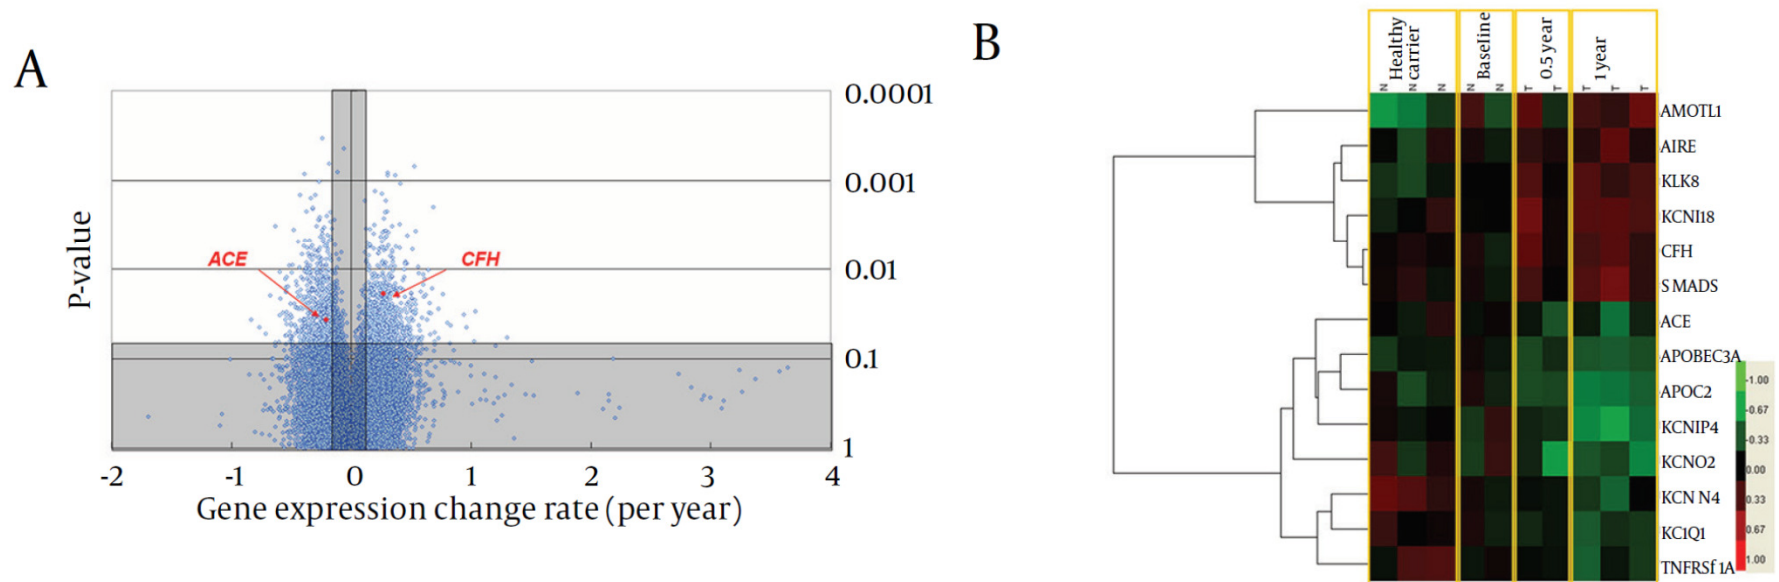 A
0.0001
0.001
0.01
0.1
1
P-value
ACE
CFH
-2 -1 0 1 2 3 4
Gene expression change rate (per year)
B
Healthy
carrier
Baseline
0.5 year
1 year
N N N N N T T T T T
AMOTL1
AIRE
KLK8
KCNI18
CFH
S MADS
ACE
APOBEC3A
APOC2
KCNIP4
KCNO2
KCN N4
KC1Q1
TNFRSf 1A
-1.00
-0.67
-0.33
0.00
0.33
0.67
1.00